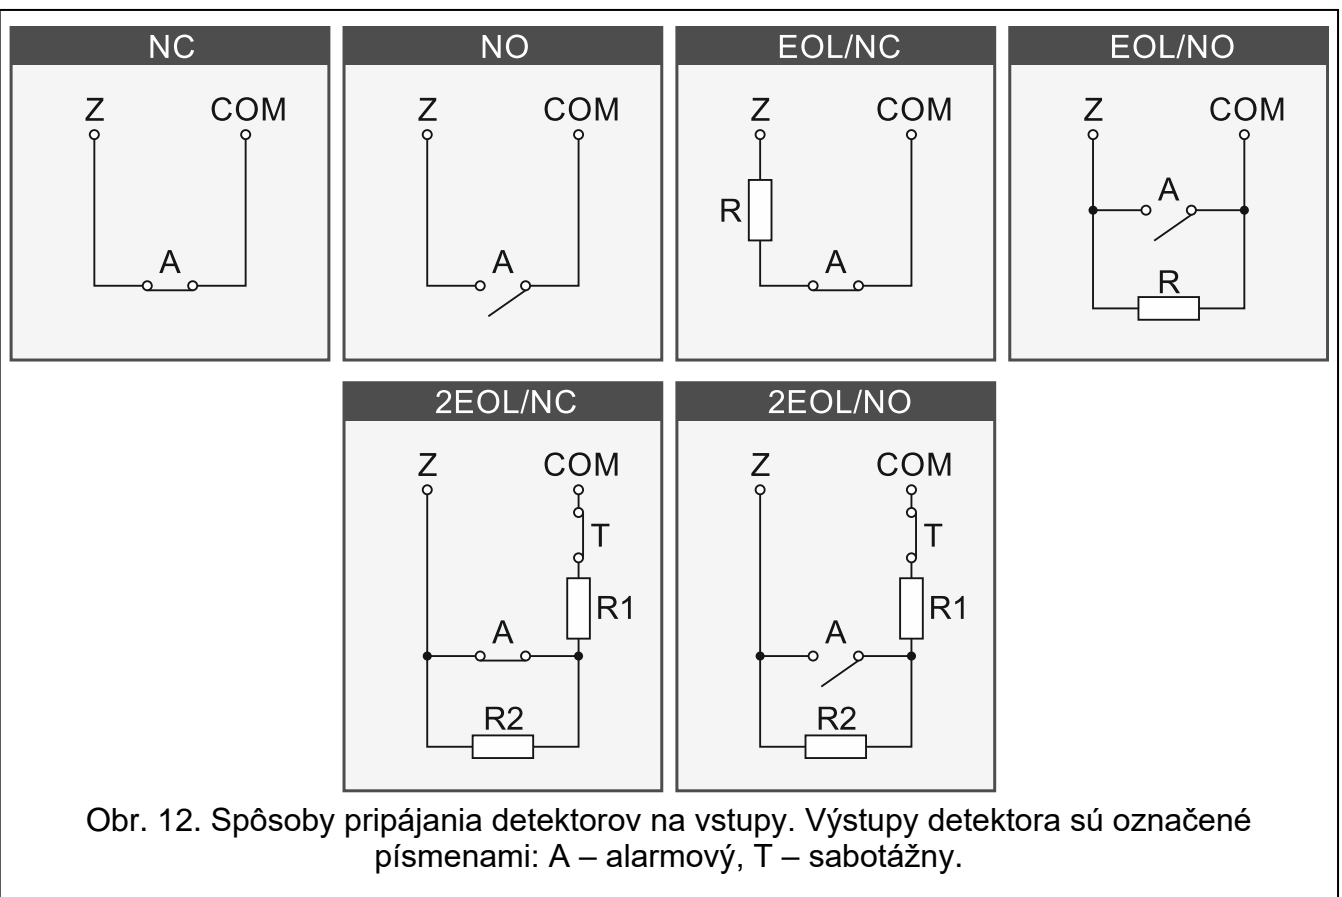 NC
Z COM
A
NO
Z COM
A
EOL/NC
Z COM
R
A
EOL/NO
Z COM
A
R
2EOL/NC
Z COM
T
R1
A
R2
2EOL/NO
Z COM
T
R1
A
R2
Obr. 12. Spôsoby pripájania detektorov na vstupy. Výstupy detektora sú označené
písmenami: A – alarmový, T – sabotážny.